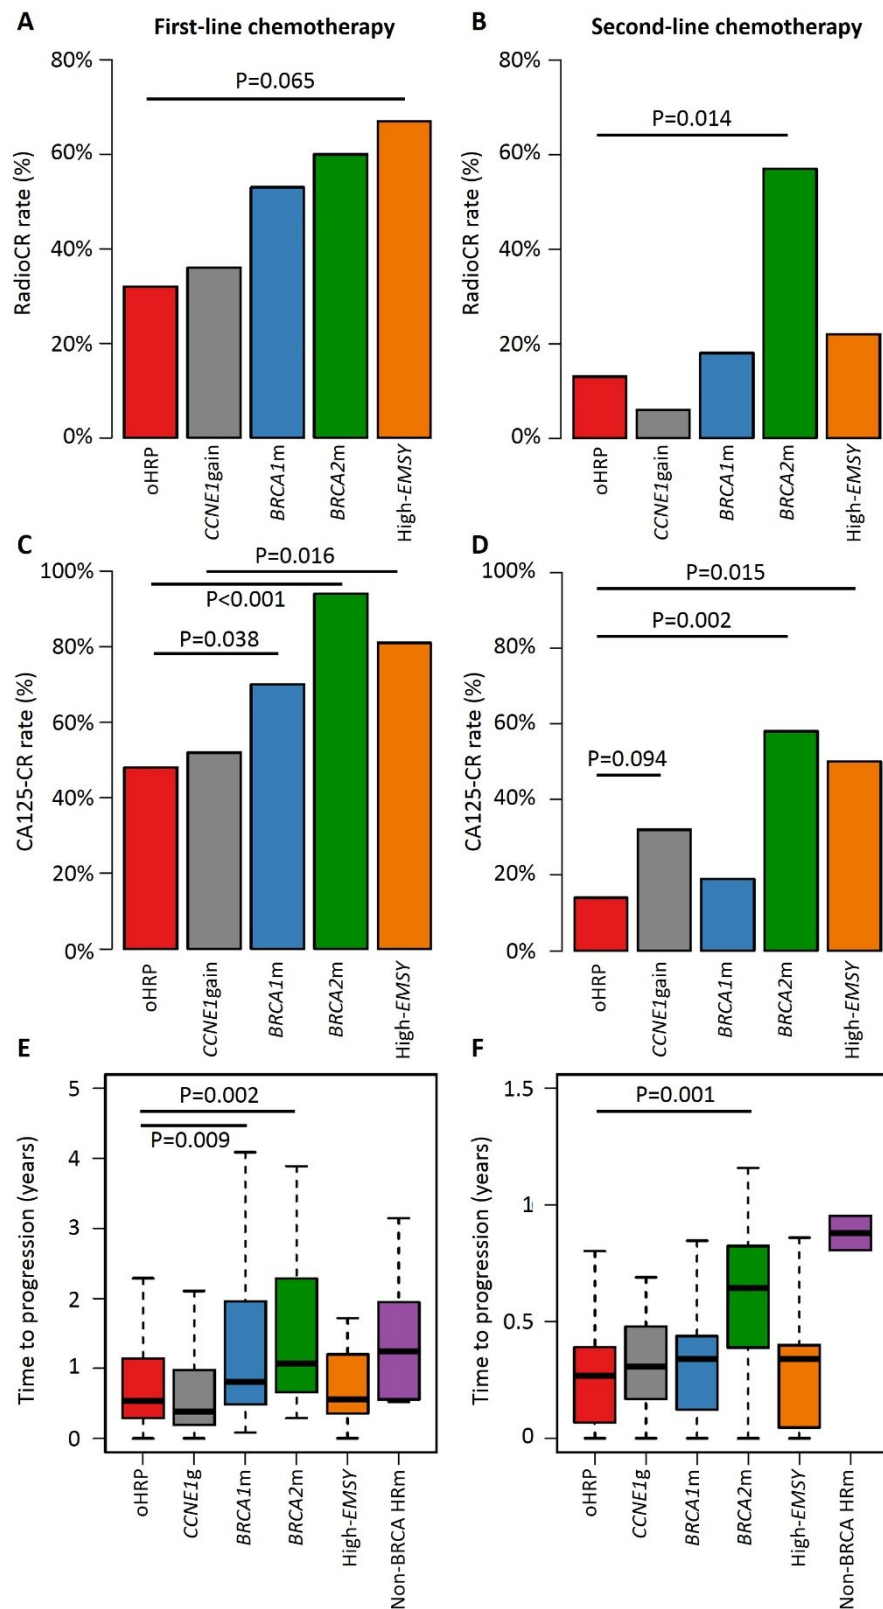 A
First-line chemotherapy
B
Second-line chemotherapy
RadioCR rate (%)
80%
60%
40%
20%
0%
P=0.065
oHRP
CCNE1gain
BRCA1m
BRCA2m
High-EMSY
RadioCR rate (%)
80%
60%
40%
20%
0%
P=0.014
oHRP
CCNE1gain
BRCA1m
BRCA2m
High-EMSY
C
CA125-CR rate (%)
100%
80%
60%
40%
20%
0%
P=0.016
P<0.001
P=0.038
oHRP
CCNE1gain
BRCA1m
BRCA2m
High-EMSY
D
CA125-CR rate (%)
100%
80%
60%
40%
20%
0%
P=0.015
P=0.002
P=0.094
oHRP
CCNE1gain
BRCA1m
BRCA2m
High-EMSY
E
Time to progression (years)
5
4
3
2
1
0
P=0.002
P=0.009
oHRP
CCNE1g
BRCA1m
BRCA2m
High-EMSY
Non-BRCA HRm
F
Time to progression (years)
1.5
1
0.5
0
P=0.001
oHRP
CCNE1g
BRCA1m
BRCA2m
High-EMSY
Non-BRCA HRm